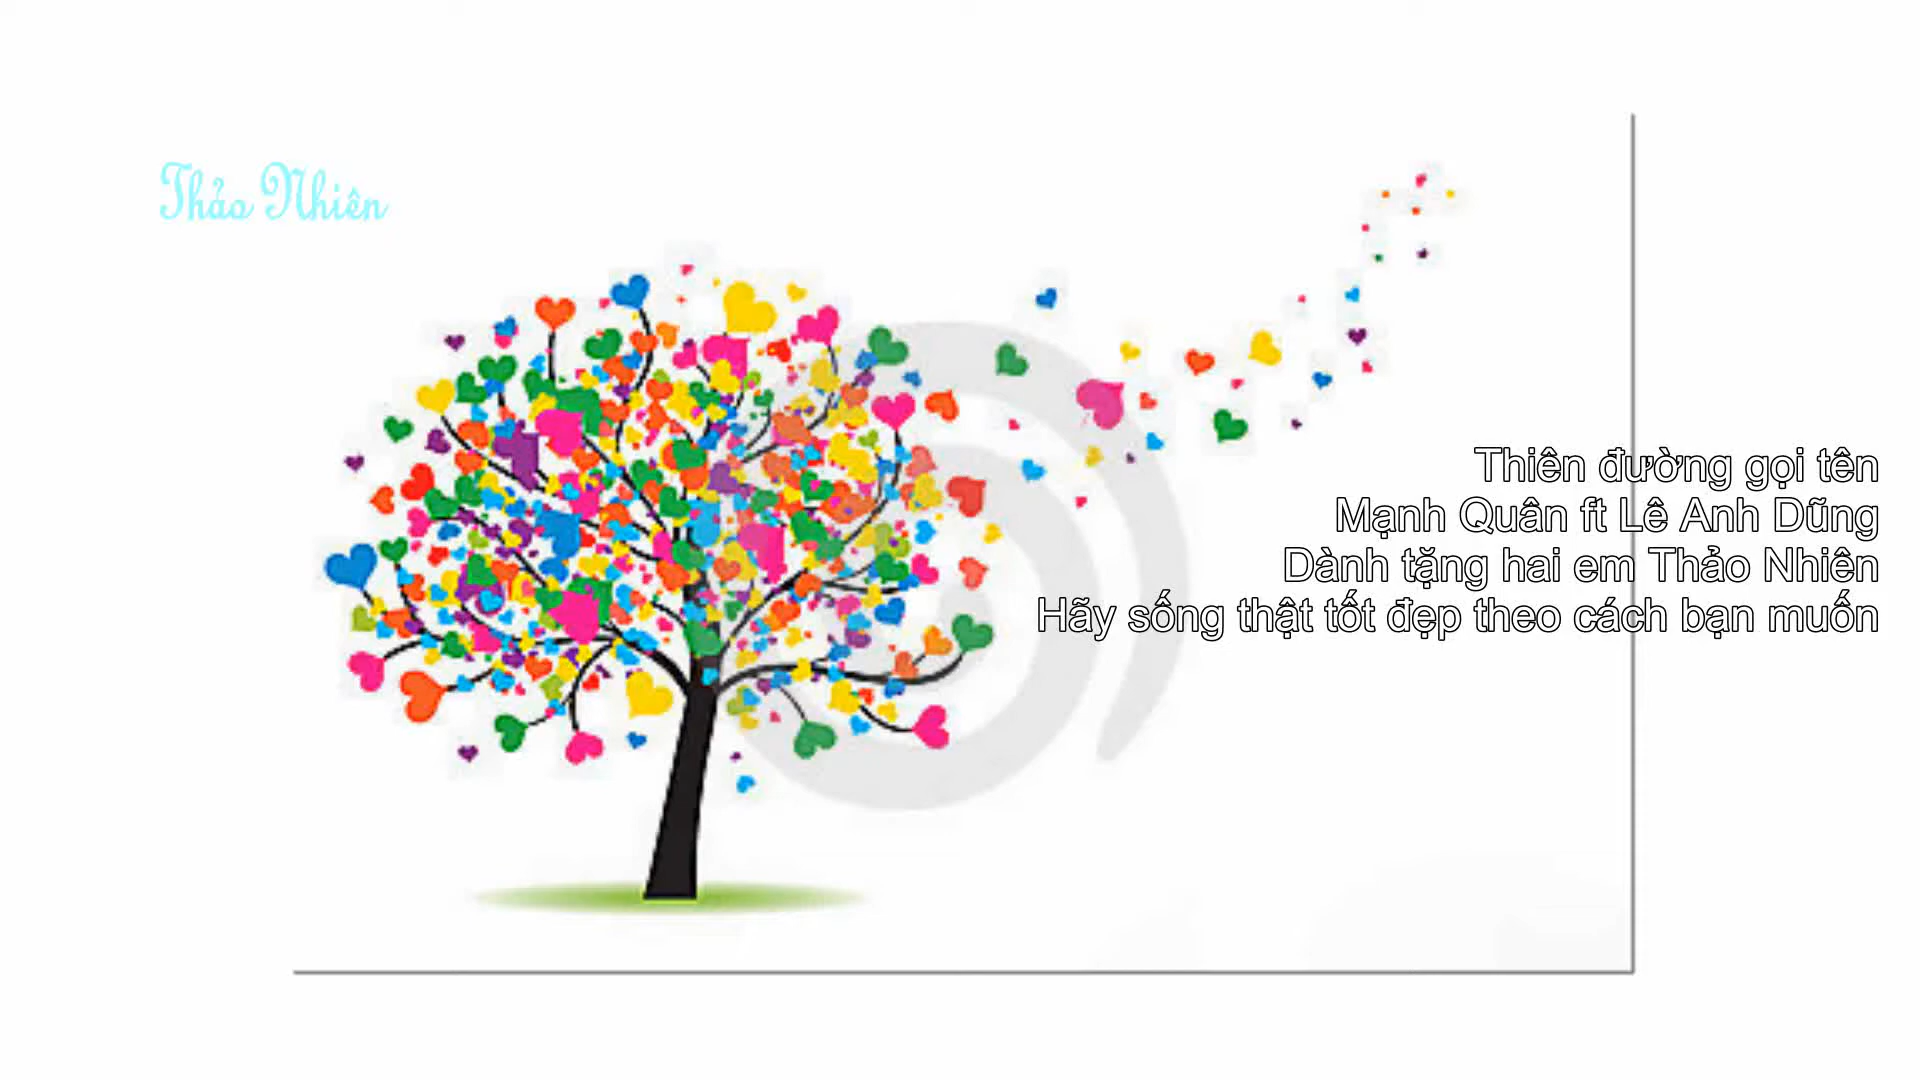 Thảo Nhiên
Thiên đường gọi tên
Mạnh Quân ft Lê Anh Dũng
Dành tặng hai em Thảo Nhiên
Hãy sống thật tốt đẹp theo cách bạn muốn